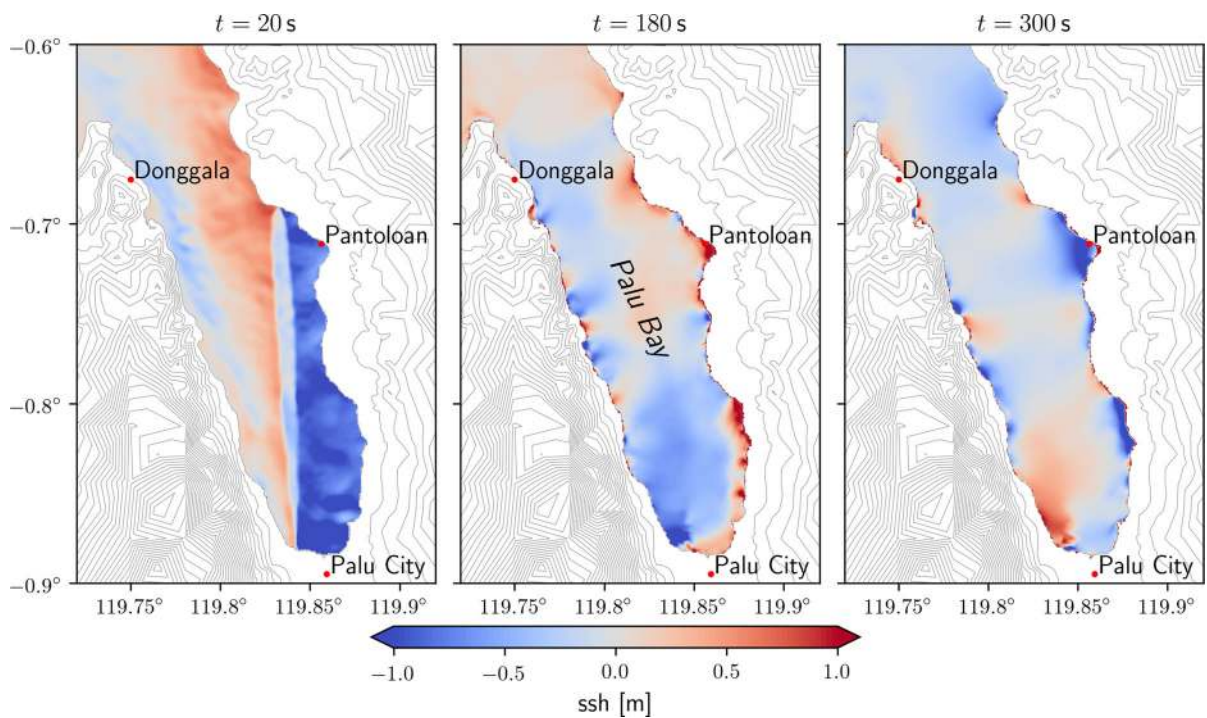 t = 20 s
t = 180 s
t = 300 s
−0.6°
−0.7°
−0.8°
−0.9°
Donggala
Pantoloan
Palu City
Donggala
Pantoloan
Palu Bay
Palu City
Donggala
Pantoloan
Palu City
119.75° 119.8° 119.85° 119.9°
119.75° 119.8° 119.85° 119.9°
119.75° 119.8° 119.85° 119.9°
−1.0 −0.5 0.0 0.5 1.0
ssh [m]